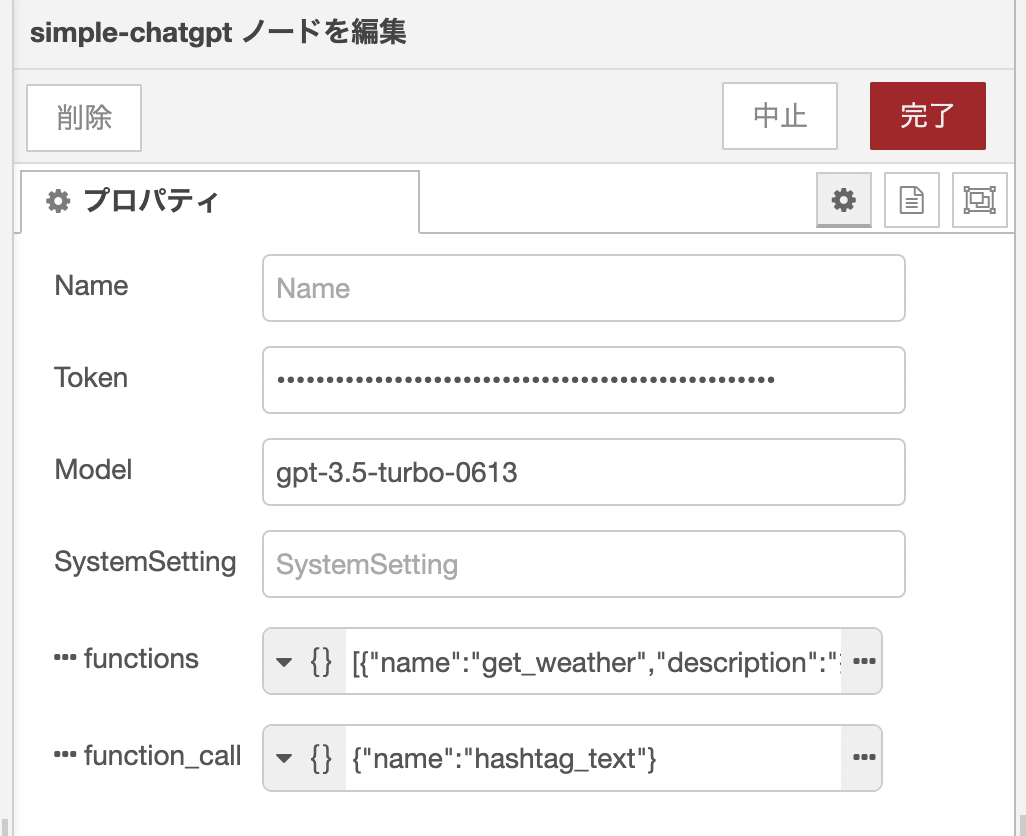 simple-chatgpt ノードを編集
削除
中止
完了
プロパティ
Name
Name
Token
••••••••••••••••••••••••••••••••••••••••••••••••••
Model
gpt-3.5-turbo-0613
SystemSetting
SystemSetting
functions
{} [{"name":"get_weather","description":"
function_call
{} {"name":"hashtag_text"}